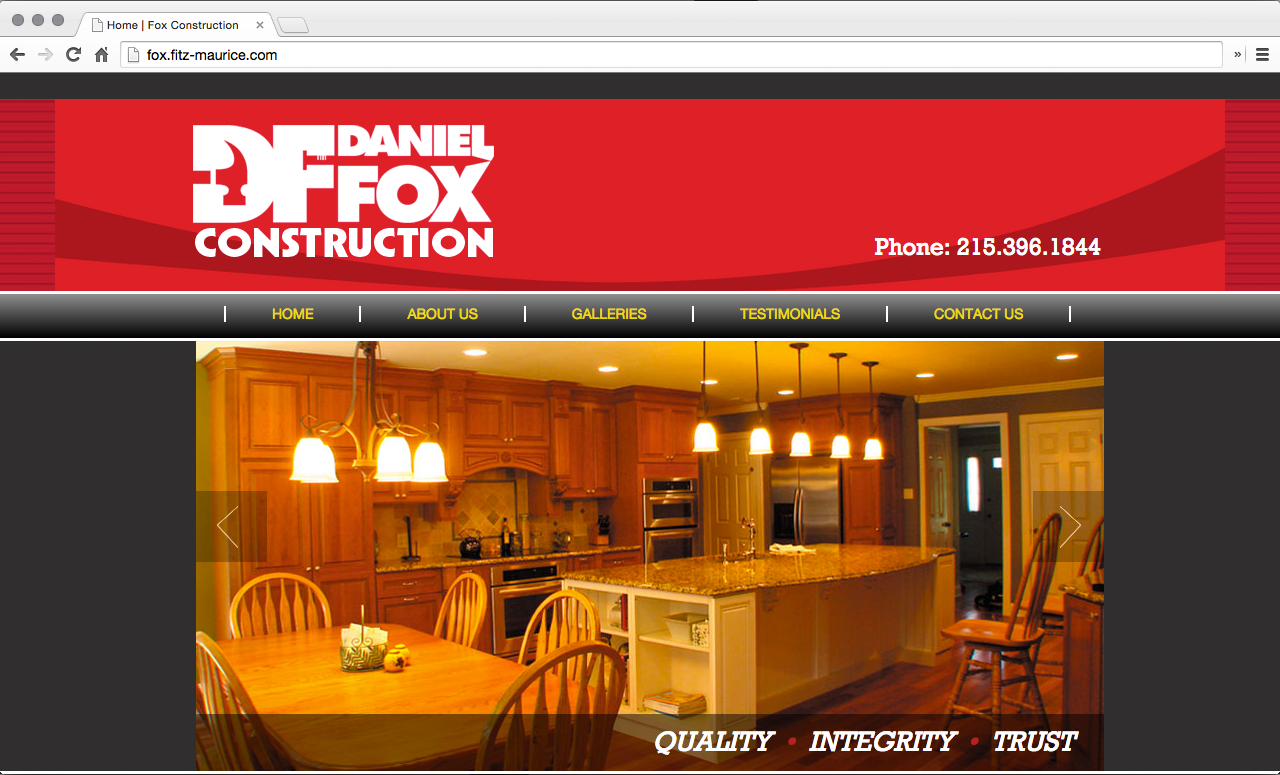 Home | Fox Construction
fox.fitz-maurice.com
DF DANIEL
FOX
CONSTRUCTION
Phone: 215.396.1844
HOME ABOUT US GALLERIES TESTIMONIALS CONTACT US
QUALITY • INTEGRITY • TRUST